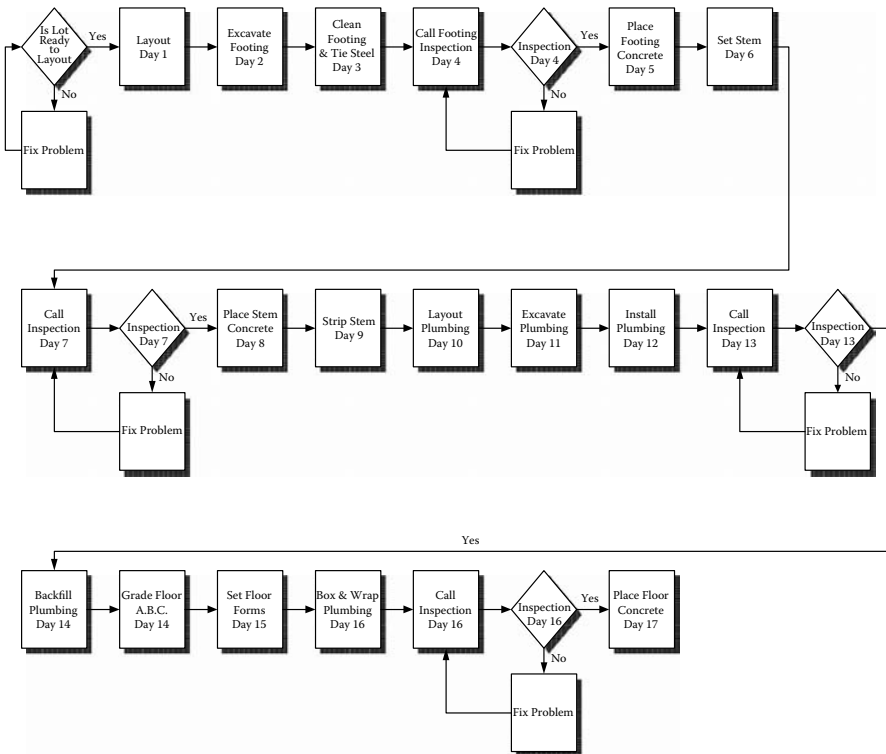 Is Lot
Ready
to
Layout
Yes
No
Fix Problem
Layout
Day 1
Excavate
Footing
Day 2
Clean
Footing
& Tie Steel
Day 3
Call Footing
Inspection
Day 4
Inspection
Day 4
Yes
No
Fix Problem
Place
Footing
Concrete
Day 5
Set Stem
Day 6
Call
Inspection
Day 7
Inspection
Day 7
Yes
No
Fix Problem
Place Stem
Concrete
Day 8
Strip Stem
Day 9
Layout
Plumbing
Day 10
Excavate
Plumbing
Day 11
Install
Plumbing
Day 12
Call
Inspection
Day 13
Inspection
Day 13
No
Fix Problem
Yes
Backfill
Plumbing
Day 14
Grade Floor
A.B.C.
Day 14
Set Floor
Forms
Day 15
Box & Wrap
Plumbing
Day 16
Call
Inspection
Day 16
Inspection
Day 16
Yes
No
Fix Problem
Place Floor
Concrete
Day 17